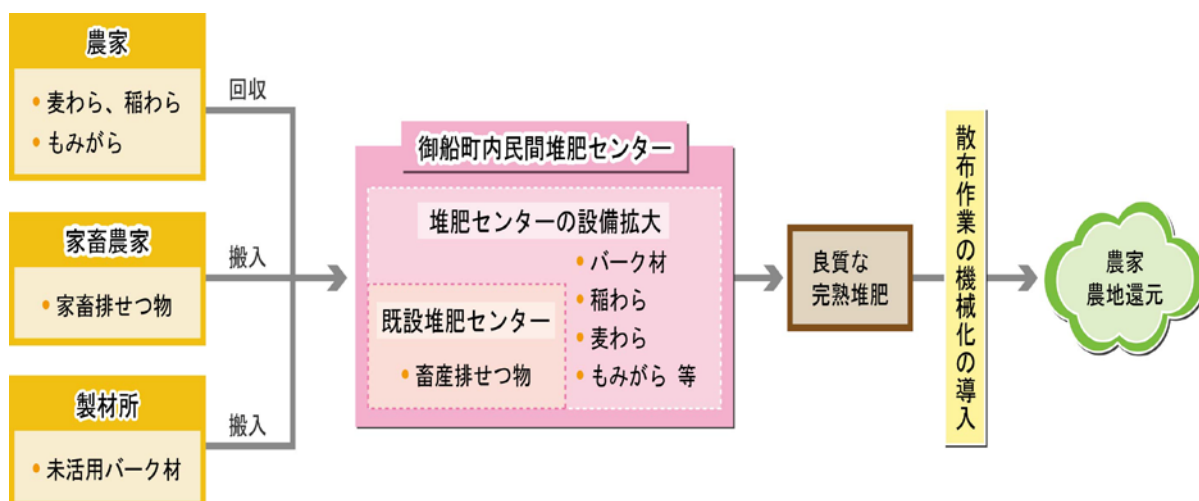 農家
• 麦わら、稲わら
• もみがら
回収
家畜農家
• 家畜排せつ物
搬入
製材所
• 未活用バーク材
搬入
御船町内民間堆肥センター
堆肥センターの設備拡大
• バーク材
• 稲わら
• 麦わら
• もみがら 等
既設堆肥センター
• 畜産排せつ物
良質な
完熟堆肥
散布作業の機械化の導入
農家
農地還元